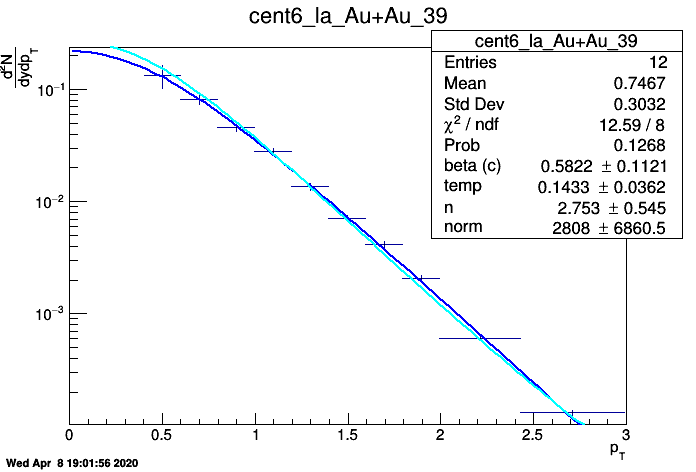 cent6_la_Au+Au_39
d²N
dydp_T
cent6_la_Au+Au_39
Entries 12
Mean 0.7467
Std Dev 0.3032
χ² / ndf 12.59 / 8
Prob 0.1268
beta (c) 0.5822 ± 0.1121
temp 0.1433 ± 0.0362
n 2.753 ± 0.545
norm 2808 ± 6860.5
10⁻¹
10⁻²
10⁻³
0 0.5 1 1.5 2 2.5 3
p_T
Wed Apr 8 19:01:56 2020